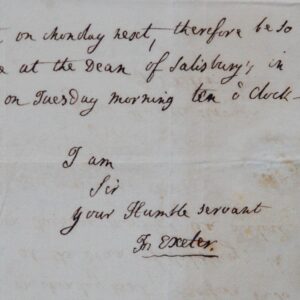 t on Monday next, therefore be so
e at the Dean of Salisbury's in
on Tuesday morning ten o Clock-
I am
Sir
your Humble servant
Exeter.